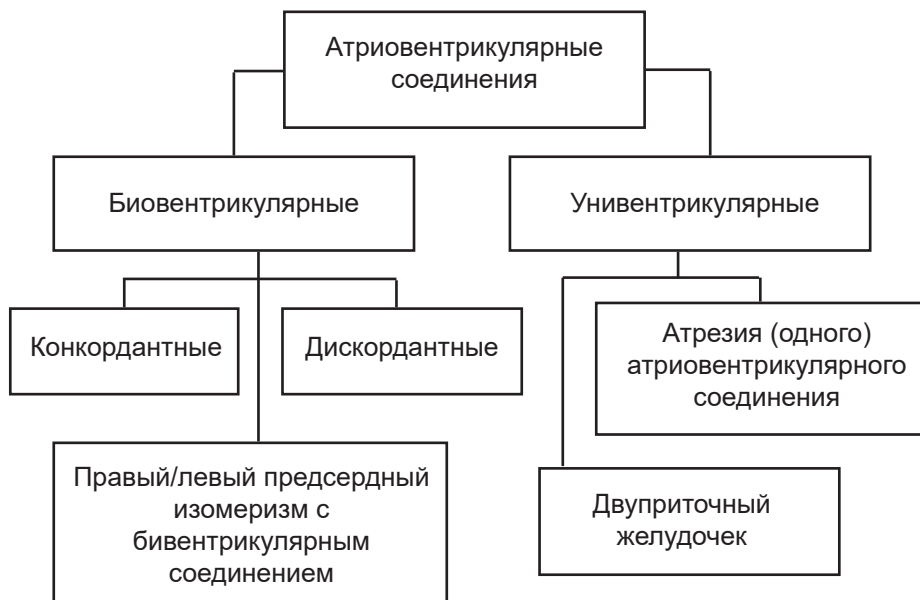 Атриовентрикулярные
соединения
Биовентрикулярные
Унивентрикулярные
Конкордантные
Дискордантные
Атрезия (одного)
атриовентрикулярного
соединения
Правый/левый предсердный
изомеризм с
бивентрикулярным
соединением
Двуприточный
желудочек